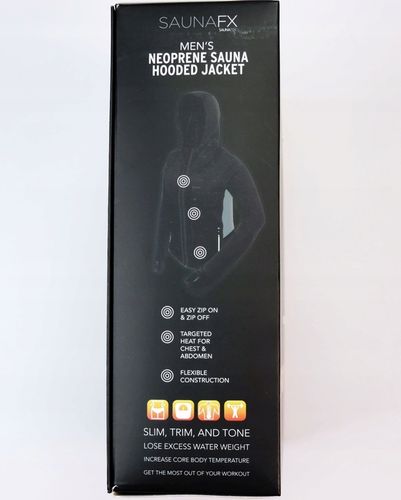 SAUNAFX
MEN'S
NEOPRENE SAUNA
HOODED JACKET
EASY ZIP ON
& ZIP OFF
TARGETED
HEAT FOR
CHEST &
ABDOMEN
FLEXIBLE
CONSTRUCTION
SLIM, TRIM, AND TONE
LOSE EXCESS WATER WEIGHT
INCREASE CORE BODY TEMPERATURE
GET THE MOST OUT OF YOUR WORKOUT